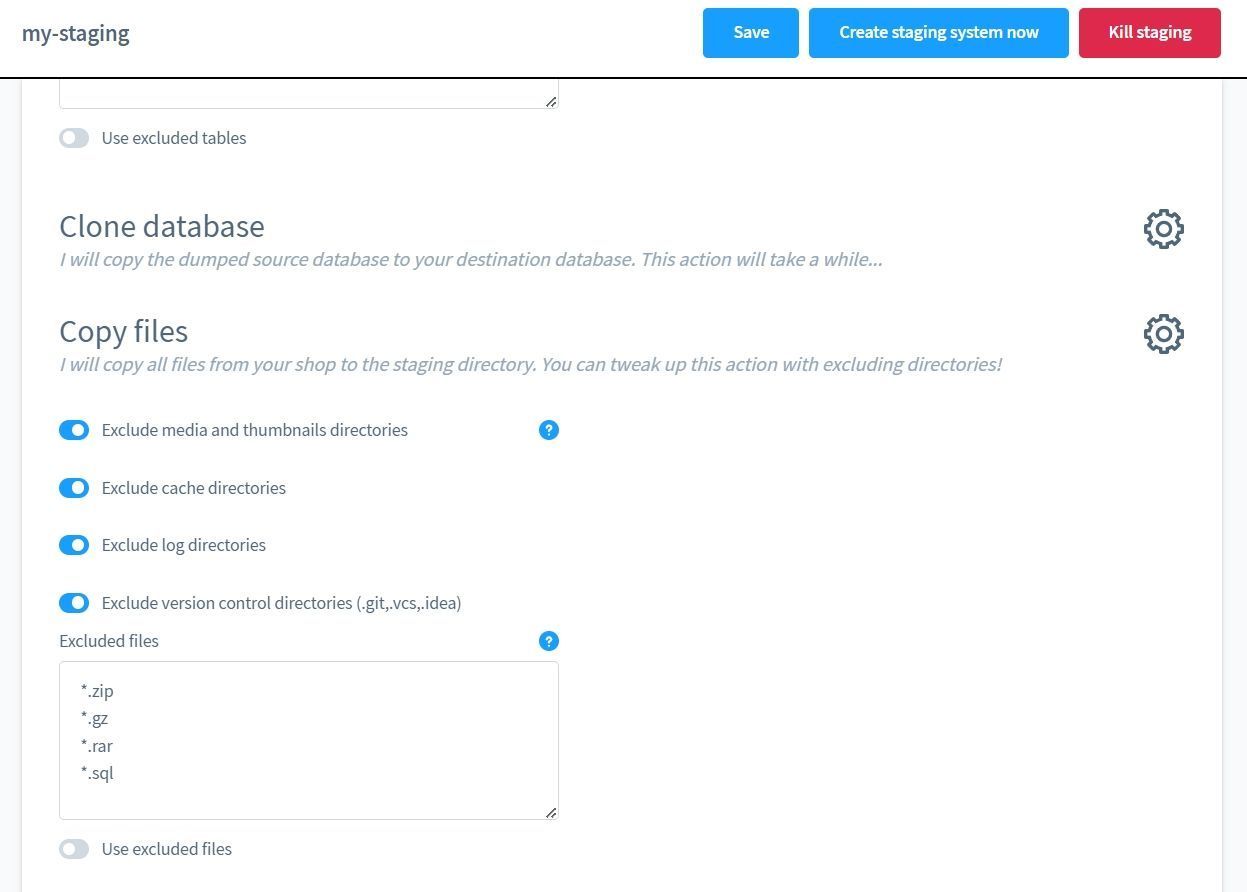 my-staging
Save
Create staging system now
Kill staging
Use excluded tables
Clone database
I will copy the dumped source database to your destination database. This action will take a while...
Copy files
I will copy all files from your shop to the staging directory. You can tweak up this action with excluding directories!
Exclude media and thumbnails directories
?
Exclude cache directories
Exclude log directories
Exclude version control directories (.git,.vcs,.idea)
Excluded files
?
*.zip
*.gz
*.rar
*.sql
Use excluded files